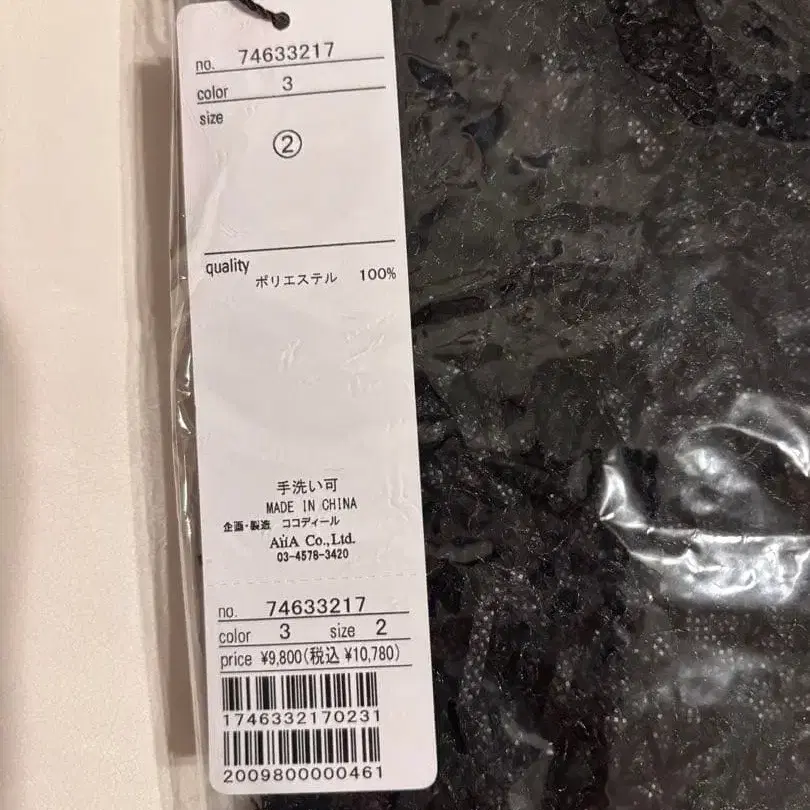 no. 74633217
color 3
size
②
quality
ポリエステル 100%
手洗い可
MADE IN CHINA
企画・製造 ココディール
AiiA Co.,Ltd.
03-4578-3420
no. 74633217
color 3 size 2
price ¥9,800(税込 ¥10,780)
1746332170231
2009800000461